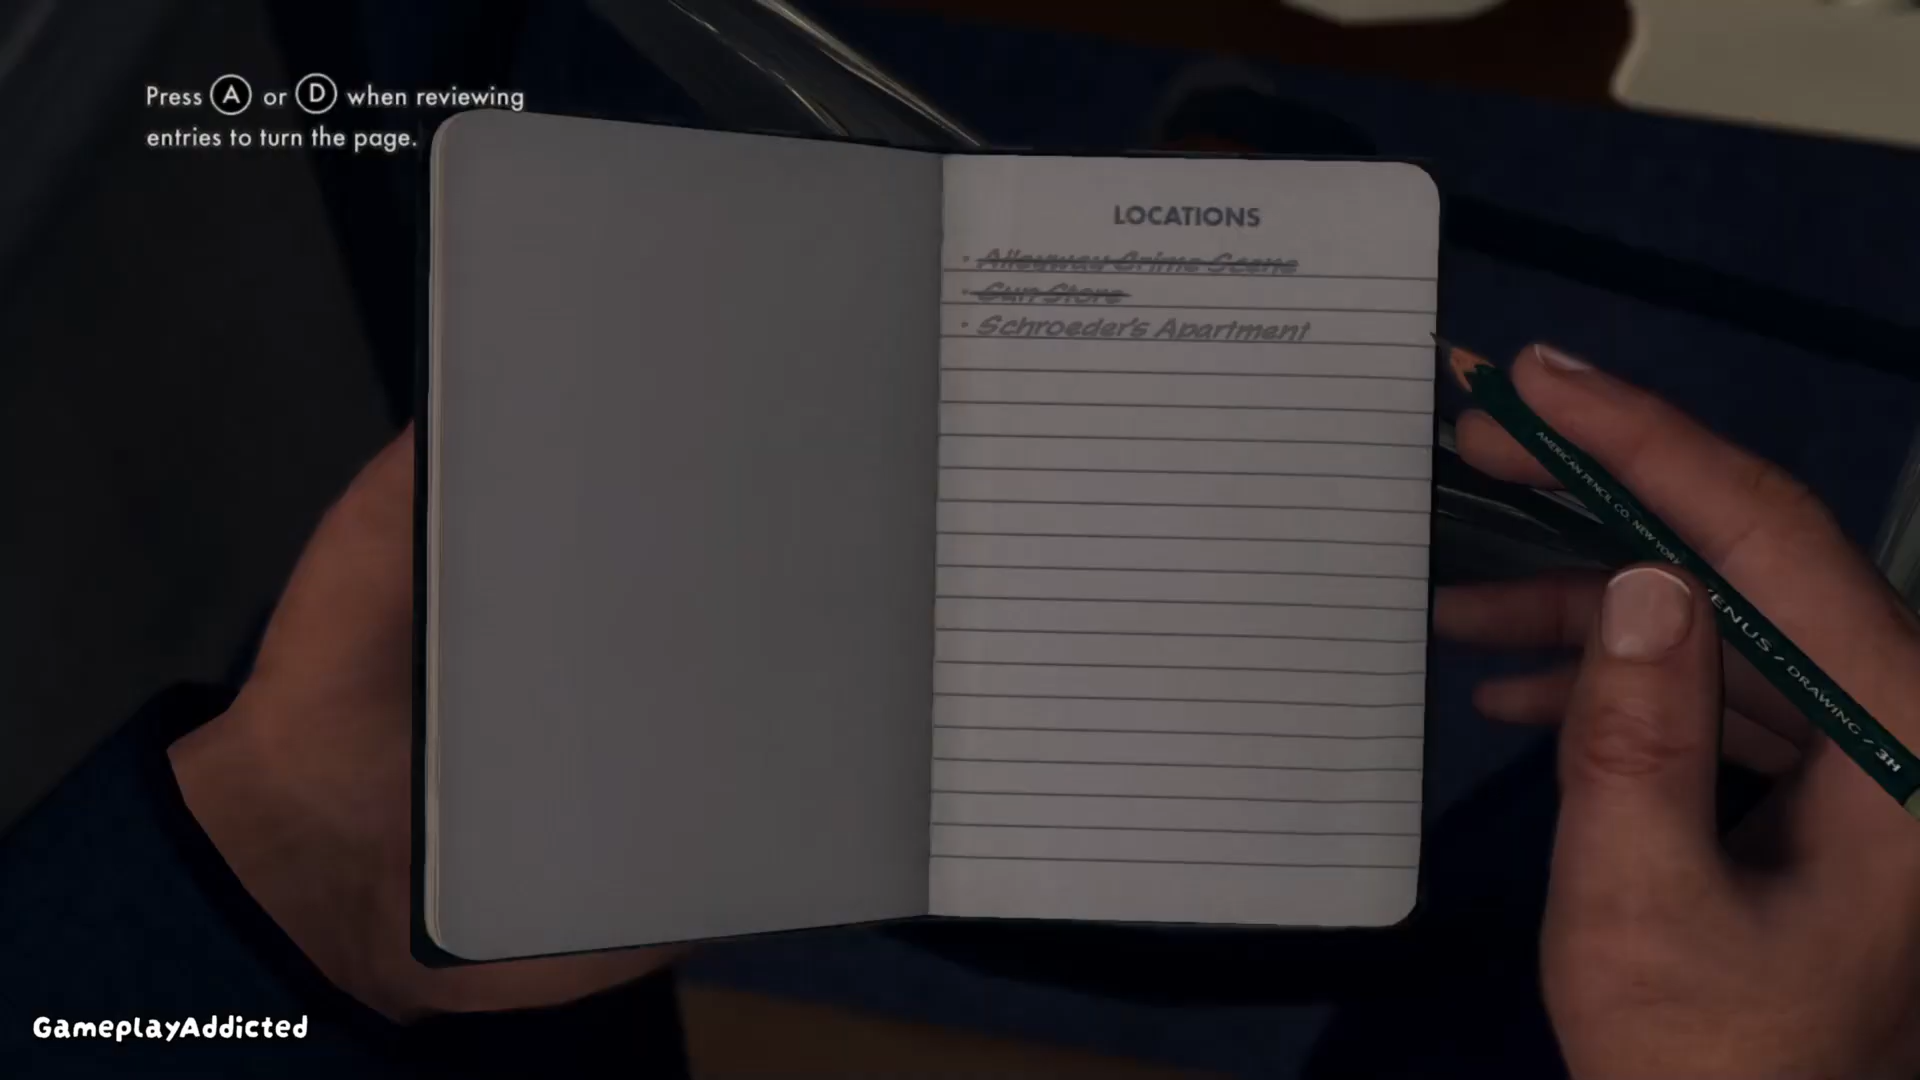 Press A or D when reviewing
entries to turn the page.
LOCATIONS
· Alleyway Crime Scene
· Gun Store
· Schroeder's Apartment
AMERICAN PENCIL CO. NEW YORK
VENUS / DRAWING / 3H
GameplayAddicted